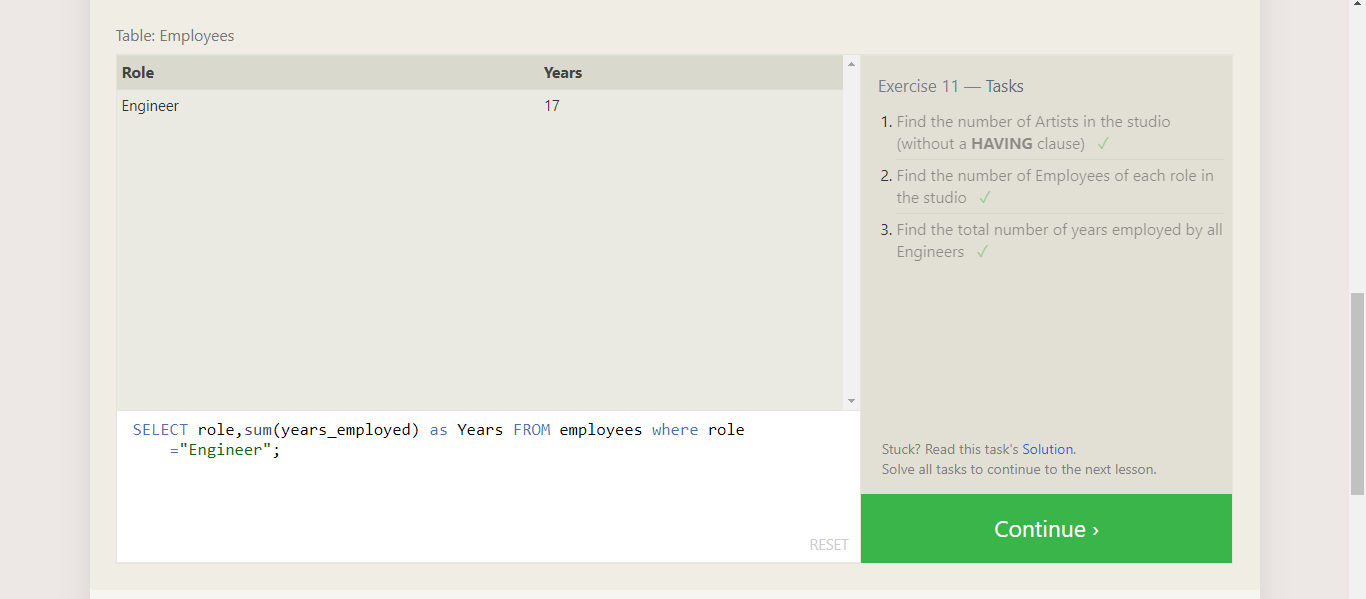 Table: Employees
Role Years
Engineer 17
Exercise 11 — Tasks
1. Find the number of Artists in the studio
(without a HAVING clause) ✓
2. Find the number of Employees of each role in
the studio ✓
3. Find the total number of years employed by all
Engineers ✓
SELECT role,sum(years_employed) as Years FROM employees where role
="Engineer";
RESET
Stuck? Read this task's Solution.
Solve all tasks to continue to the next lesson.
Continue ›